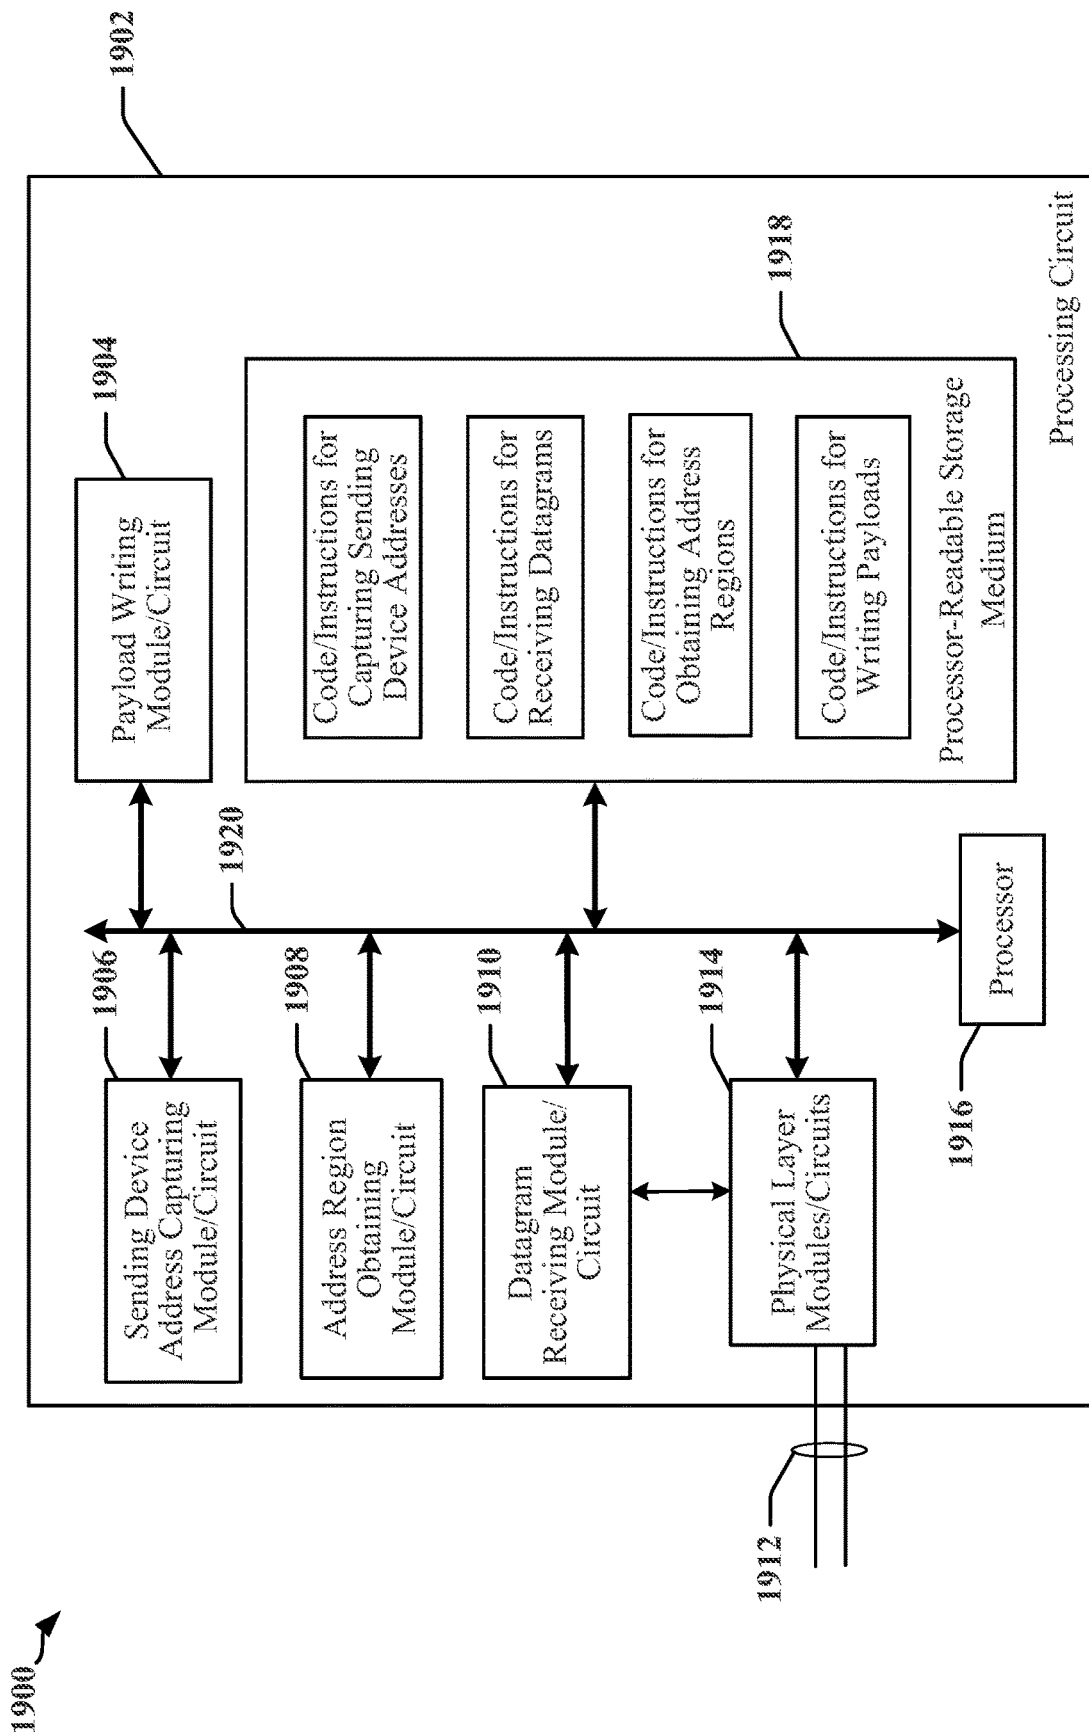 1900
1902
Sending Device
Address Capturing
Module/Circuit
1906
1920
Payload Writing
Module/Circuit
1904
Address Region
Obtaining
Module/Circuit
1908
Datagram
Receiving Module/
Circuit
1910
Physical Layer
Modules/Circuits
1914
1912
Processor
1916
Code/Instructions for
Capturing Sending
Device Addresses
Code/Instructions for
Receiving Datagrams
Code/Instructions for
Obtaining Address
Regions
Code/Instructions for
Writing Payloads
Processor-Readable Storage
Medium
1918
Processing Circuit